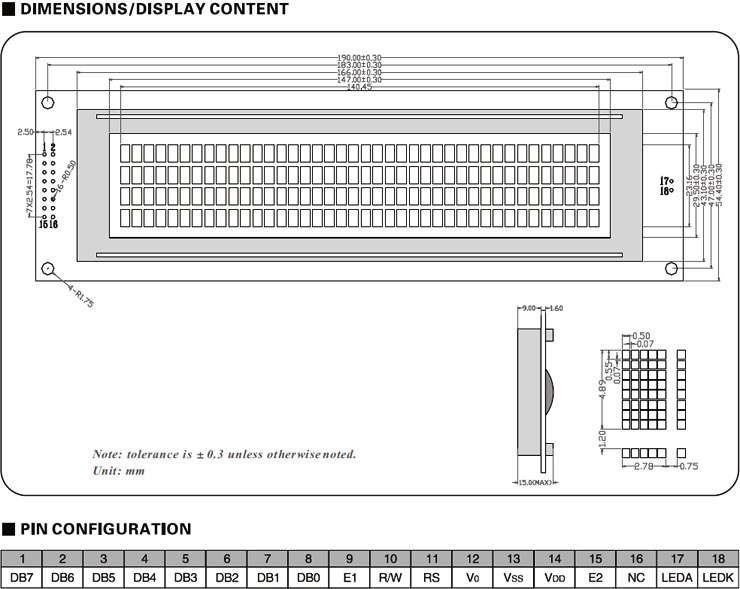 ■ DIMENSIONS/DISPLAY CONTENT
190.00±0.30
183.00±0.30
166.00±0.30
147.00±0.30
140.45
2.50 2.54
1 2
7X2.54=17.78
16-R0.50
15 16
17
18
23.16
29.50±0.30
43.10±0.30
47.00±0.30
54.40±0.30
4-R1.75
9.00 1.60
15.0(MAX)
0.50
0.07
0.55
0.07
4.89
1.20
2.78 0.75
Note: tolerance is ± 0.3 unless otherwise noted.
Unit: mm
■ PIN CONFIGURATION
1 2 3 4 5 6 7 8 9 10 11 12 13 14 15 16 17 18
DB7 DB6 DB5 DB4 DB3 DB2 DB1 DB0 E1 R/W RS V0 VSS VDD E2 NC LEDA LEDK